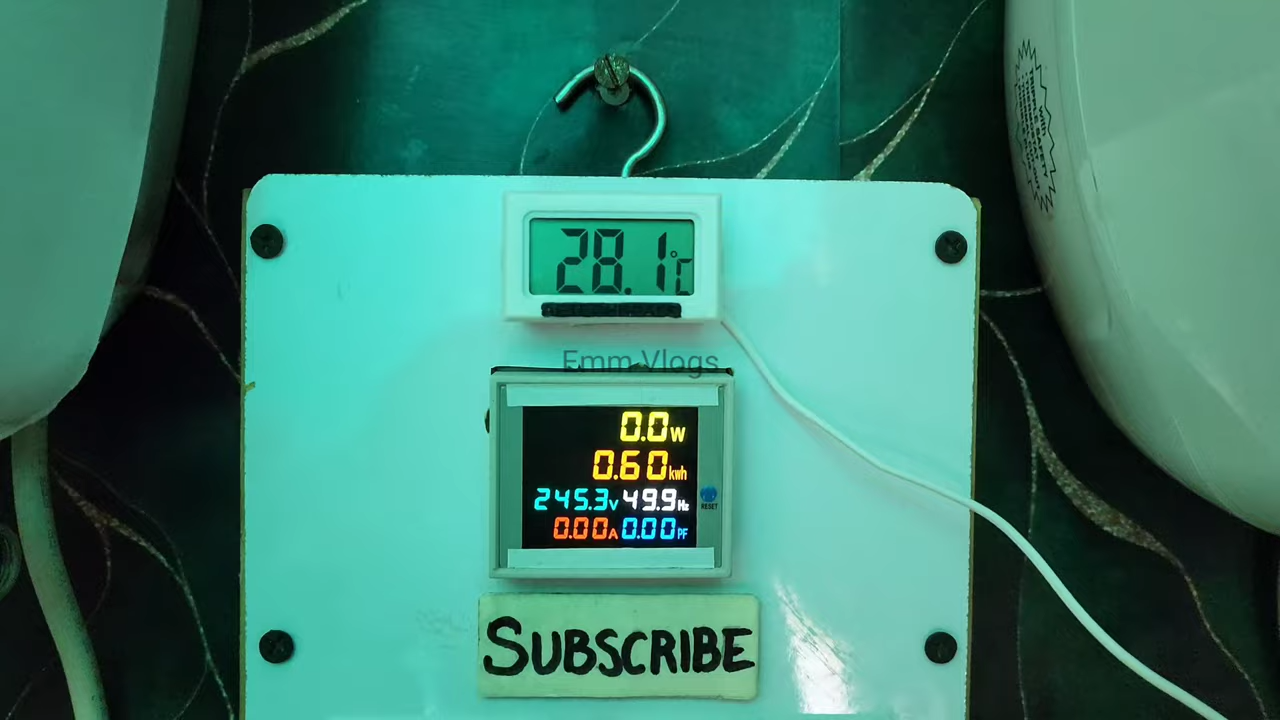 28.1°C
Emm Vlogs
0.0W
0.60kwh
245.3V 49.9Hz
0.00A 0.00PF
RESET
SUBSCRIBE